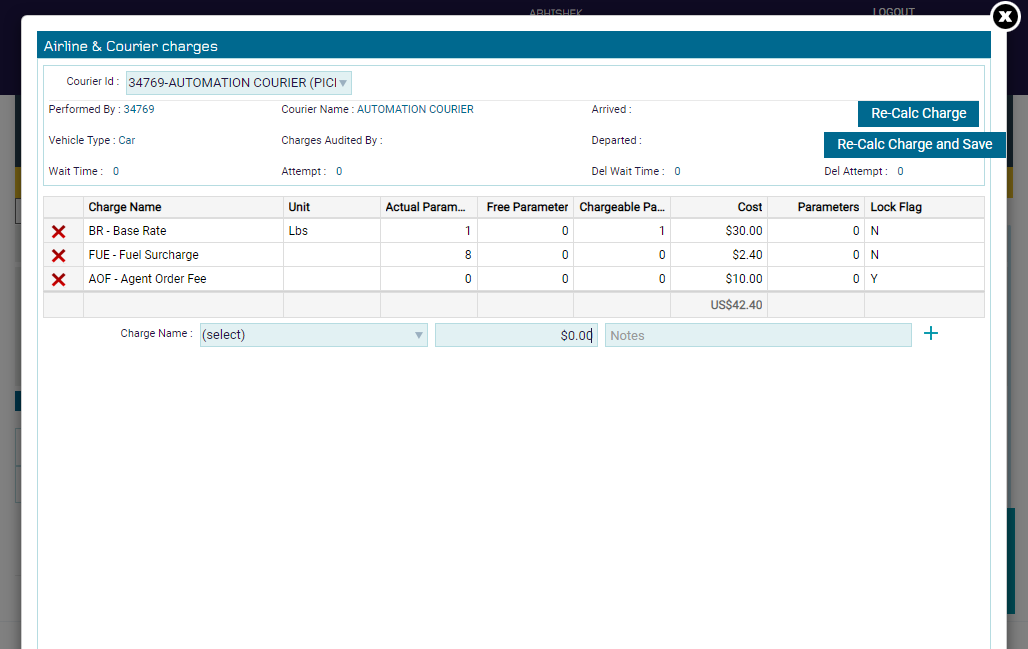 ABHISHEK
LOGOUT
Airline & Courier charges
Courier Id : 34769-AUTOMATION COURIER (PICI
Performed By : 34769 Courier Name : AUTOMATION COURIER Arrived : Re-Calc Charge
Vehicle Type : Car Charges Audited By : Departed : Re-Calc Charge and Save
Wait Time : 0 Attempt : 0 Del Wait Time : 0 Del Attempt : 0
Charge Name Unit Actual Param... Free Parameter Chargeable Pa... Cost Parameters Lock Flag
BR - Base Rate Lbs 1 0 1 $30.00 0 N
FUE - Fuel Surcharge 8 0 0 $2.40 0 N
AOF - Agent Order Fee 0 0 0 $10.00 0 Y
US$42.40
Charge Name : (select) $0.00 Notes